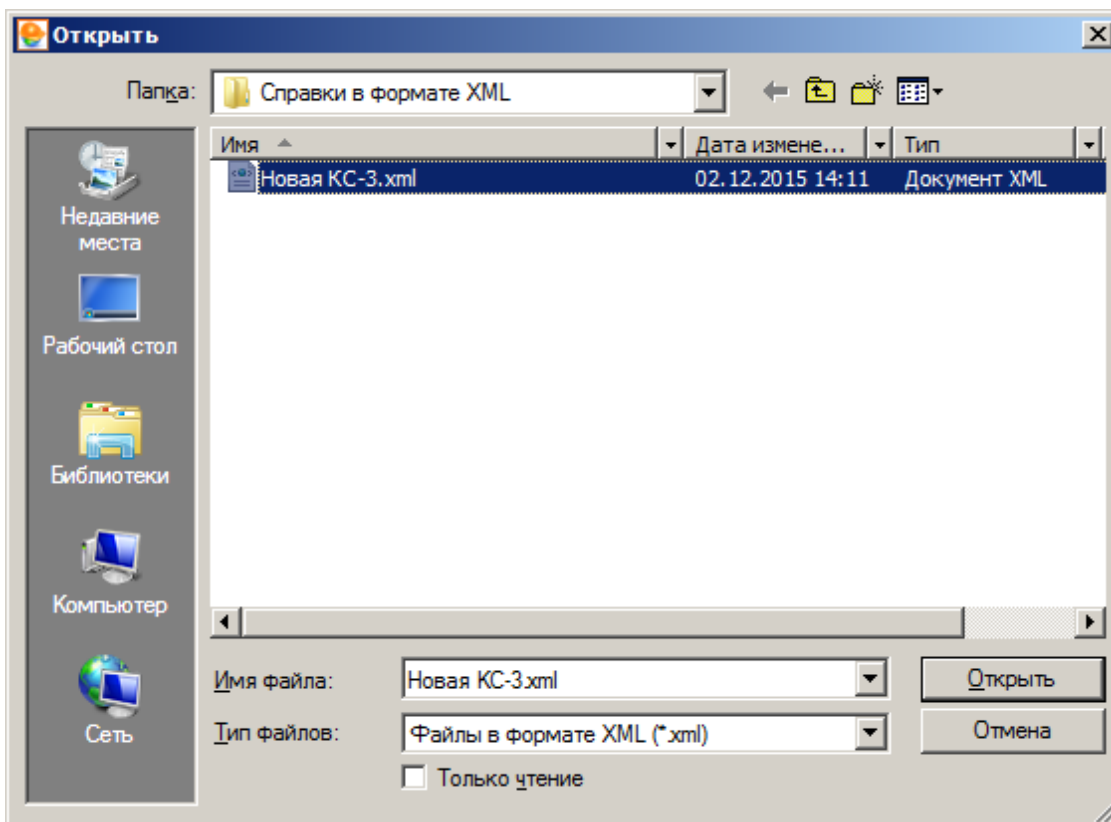 Открыть
Папка: Справки в формате XML
Имя Дата измене... Тип
Новая КС-3.xml 02.12.2015 14:11 Документ XML
Недавние
места
Рабочий стол
Библиотеки
Компьютер
Сеть
Имя файла: Новая КС-3.xml Открыть
Тип файлов: Файлы в формате XML (*.xml) Отмена
Только чтение